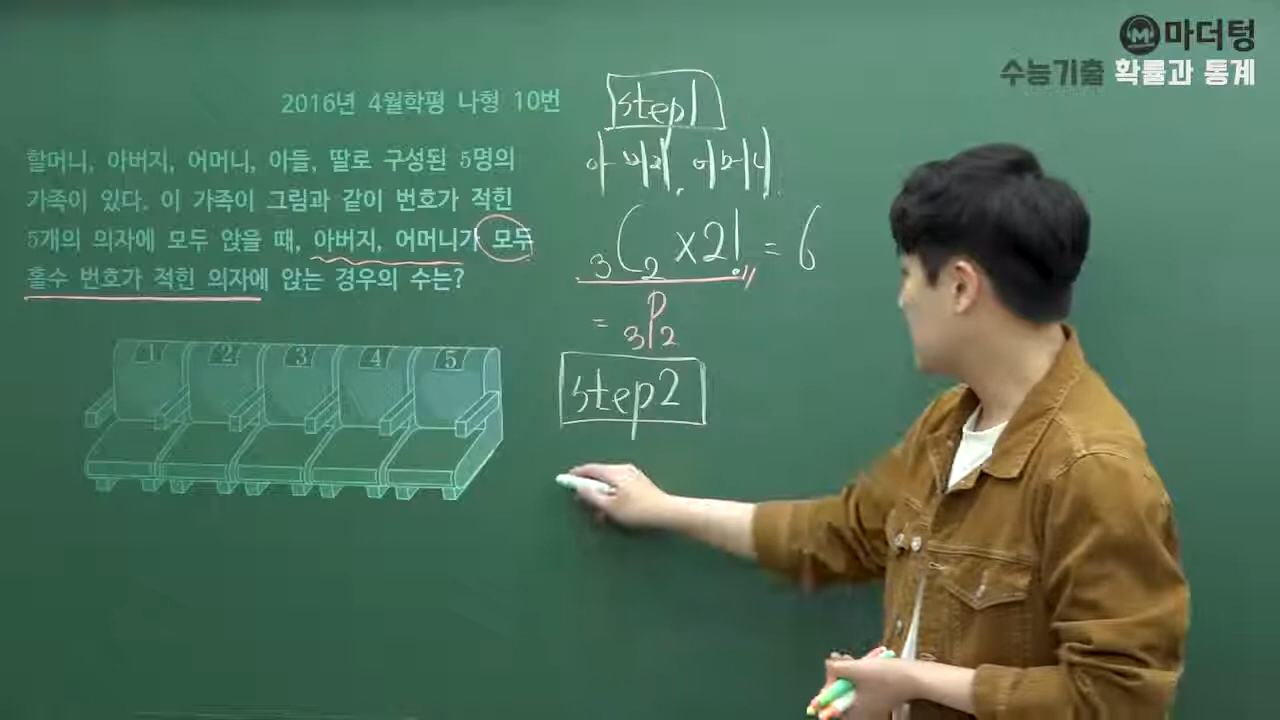 마더텅
수능기출 확률과 통계
2016년 4월학평 나형 10번
할머니, 아버지, 어머니, 아들, 딸로 구성된 5명의
가족이 있다. 이 가족이 그림과 같이 번호가 적힌
5개의 의자에 모두 앉을 때, 아버지, 어머니가 모두
홀수 번호가 적힌 의자에 앉는 경우의 수는?
1 2 3 4 5
step1
아버지, 어머니
₃C₂ ×2! = 6
= ₃P₂
step2